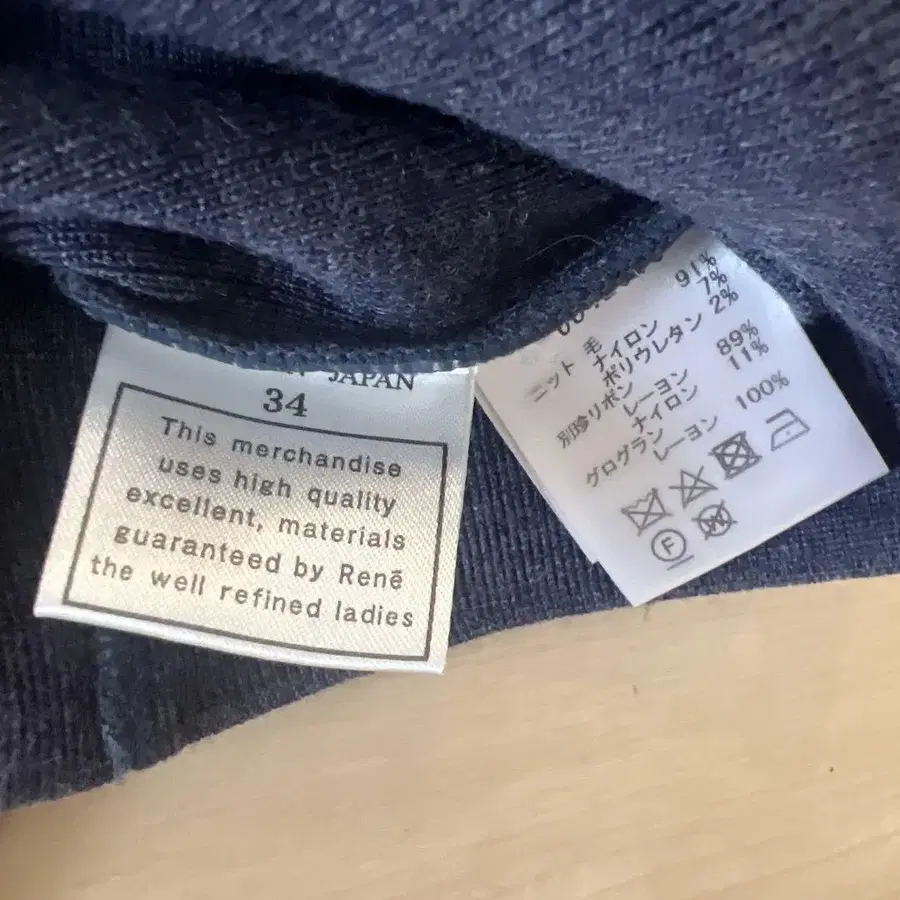 JAPAN
34
This merchandise
uses high quality
excellent, materials
guaranteed by René
the well refined ladies
ニット 毛 91%
ナイロン 7%
ポリウレタン 2%
別珍リボン レーヨン 89%
ナイロン 11%
グログラン レーヨン 100%
F
W